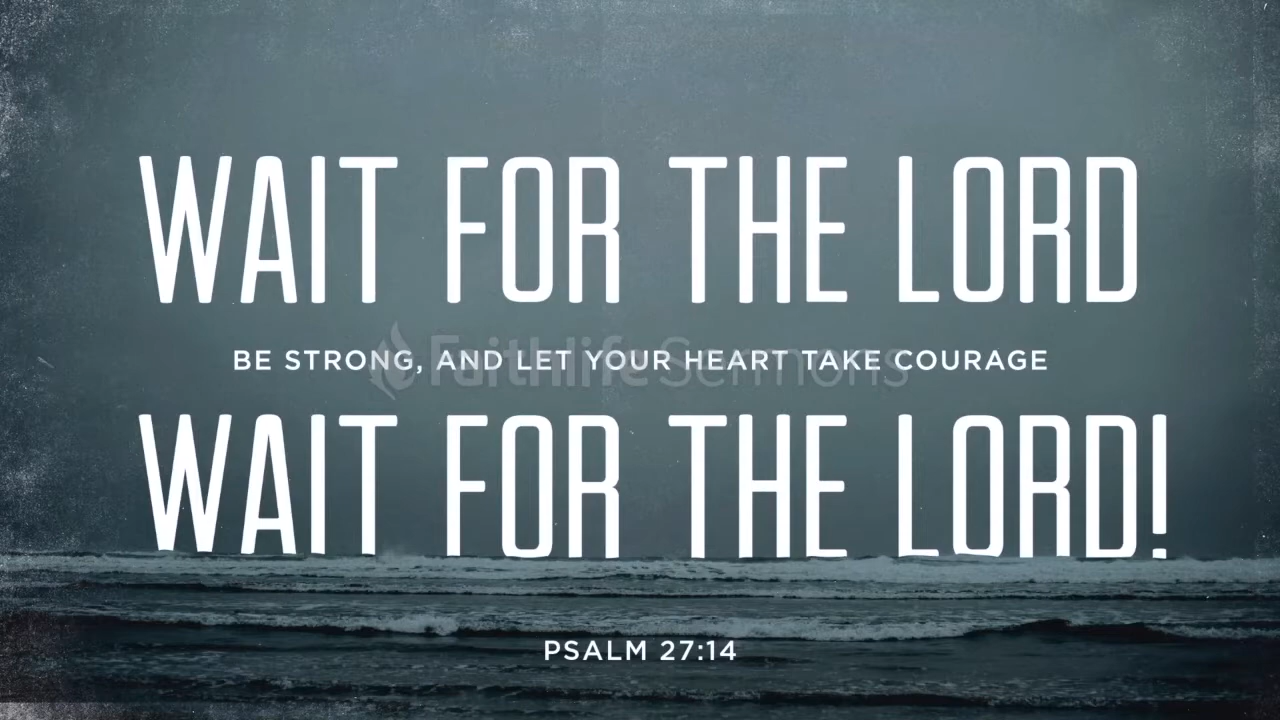 WAIT FOR THE LORD
BE STRONG, AND LET YOUR HEART TAKE COURAGE
Faithlife Sermons
WAIT FOR THE LORD!
PSALM 27:14